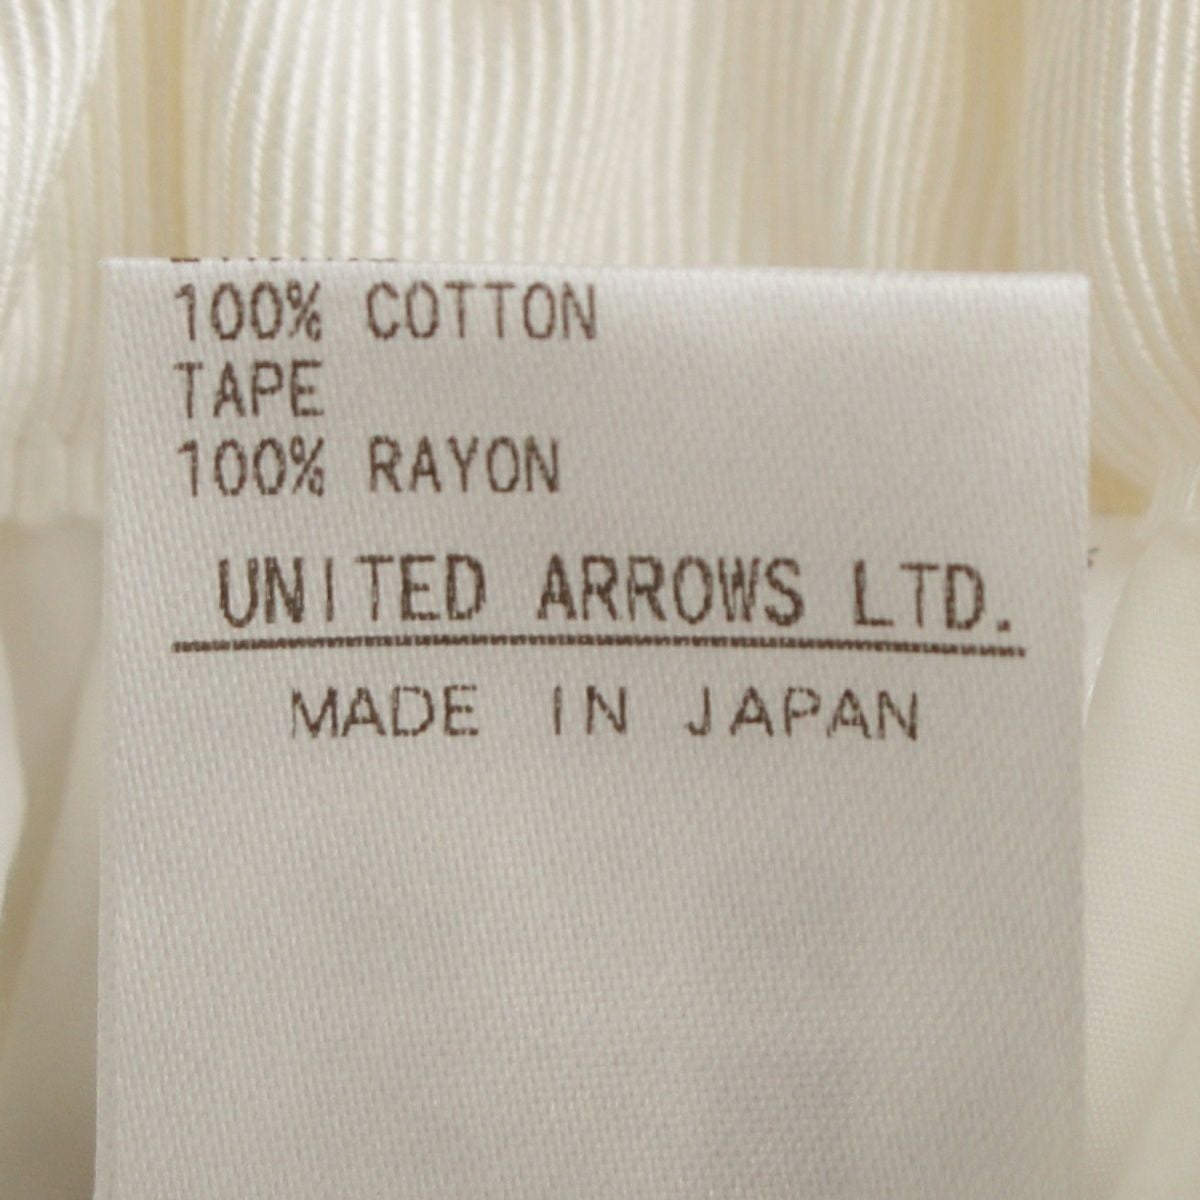 100% COTTON
TAPE
100% RAYON
UNITED ARROWS LTD.
MADE IN JAPAN